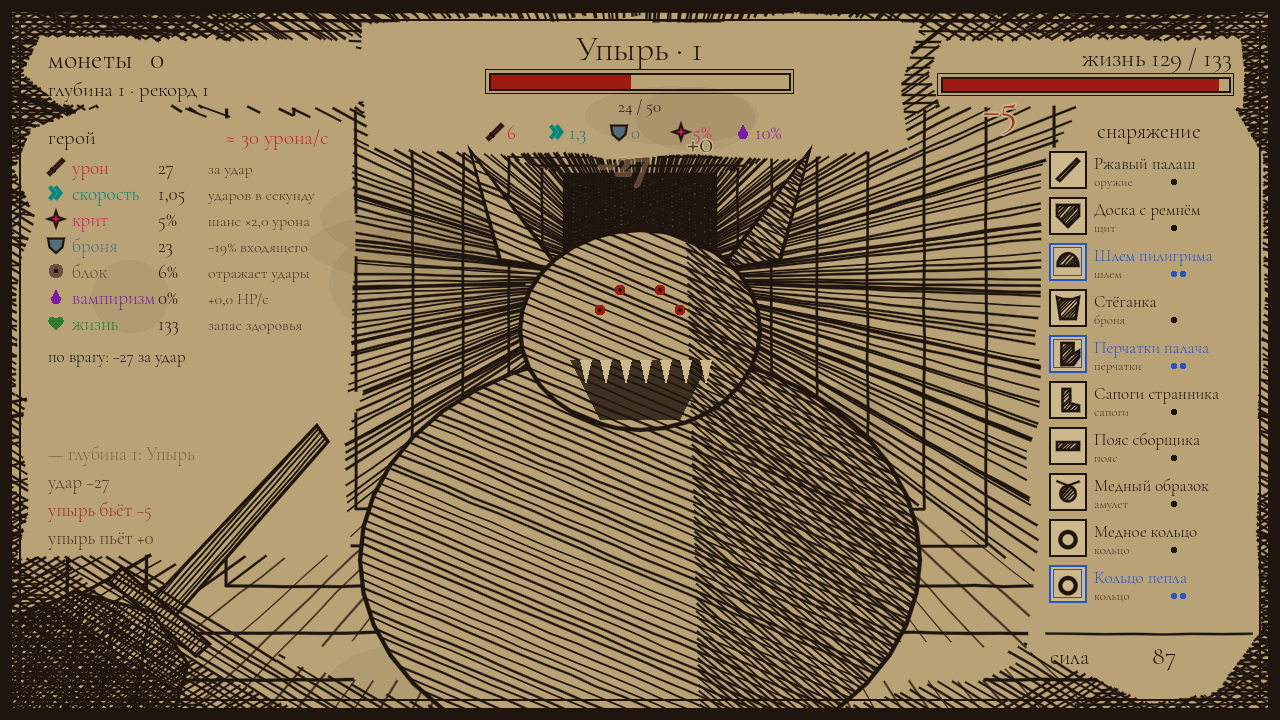 монеты 0
глубина 1 · рекорд 1
Упырь · 1
24 / 50
6 1,3 0 5% 10%
+0
27
жизнь 129 / 133
-5
герой ≈ 30 урона/с
урон 27 за удар
скорость 1,05 ударов в секунду
крит 5% шанс ×2,0 урона
броня 23 −19% входящего
блок 6% отражает удары
вампиризм 0% +0,0 HP/с
жизнь 133 запас здоровья
по врагу: −27 за удар
— глубина 1: Упырь
удар −27
упырь бьёт −5
упырь пьёт +0
снаряжение
Ржавый палаш
оружие
Доска с ремнём
щит
Шлем пилигрима
шлем
Стёганка
броня
Перчатки палача
перчатки
Сапоги странника
сапоги
Пояс сборщика
пояс
Медный образок
амулет
Медное кольцо
кольцо
Кольцо пепла
кольцо
сила 87